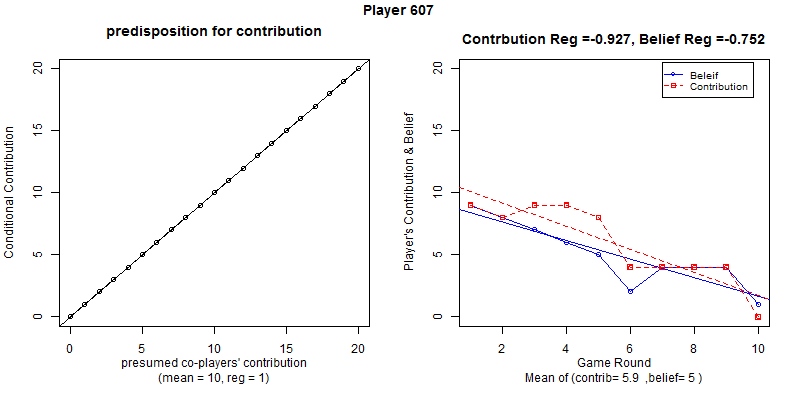 Player 607
predisposition for contribution
Conditional Contribution
20
15
10
5
0
0 5 10 15 20
presumed co-players' contribution
(mean = 10, reg = 1)
Contrbution Reg =-0.927, Belief Reg =-0.752
Player's Contribution & Belief
20
15
10
5
0
Beleif
Contribution
2 4 6 8 10
Game Round
Mean of (contrib= 5.9 ,belief= 5 )